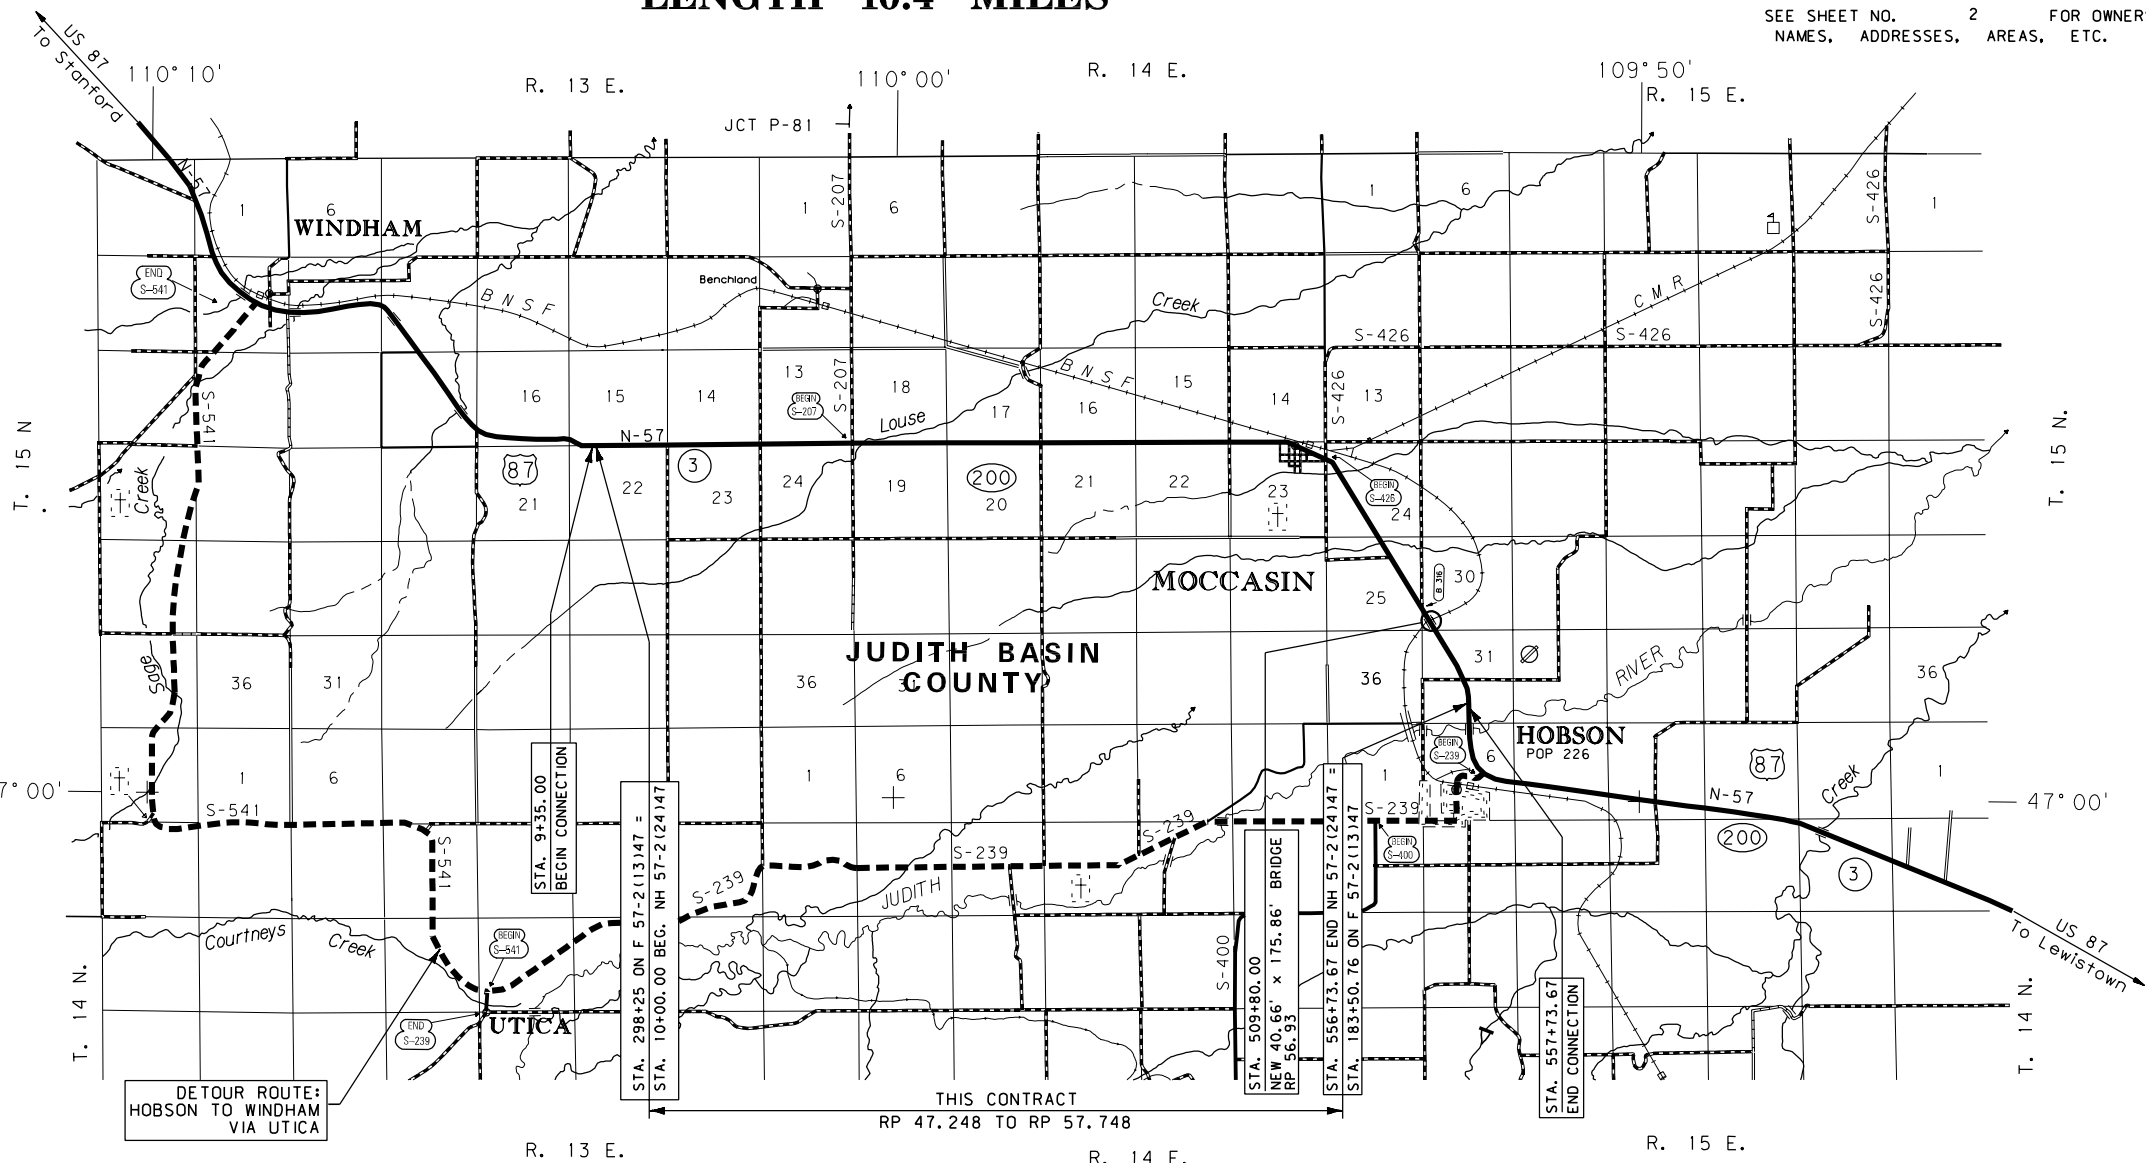 LENGTH 10.4 MILES
SEE SHEET NO. 2 FOR OWNER
NAMES, ADDRESSES, AREAS, ETC.
US 87
To Stanford
110° 10'
R. 13 E.
110° 00'
R. 14 E.
109° 50'
R. 15 E.
JCT P-81
N-57
1
6
WINDHAM
1
S-207
6
1
6
S-426
1
END
S-541
Benchland
BNSF
Creek
CMR
S-426
S-426
S-426
BNSF
S-541
16
15
14
13
S-207
18
17
16
15
14
S-426
13
BEGIN
S-207
Louse
N-57
T. 15 N.
T. 15 N.
87
3
200
21
22
23
24
19
20
21
22
23
24
BEGIN
S-426
Creek
MOCCASIN
B 316
30
25
JUDITH BASIN
COUNTY
Sage
36
31
36
31
36
31
RIVER
36
HOBSON
POP 226
BEGIN
S-239
6
87
1
6
1
6
1
1
7° 00'
47° 00'
S-541
S-541
S-239
S-239
S-239
S-239
N-57
Creek
200
3
BEGIN
S-400
JUDITH
Courtneys
Creek
BEGIN
S-541
S-400
US 87
To Lewistown
UTICA
END
S-239
T. 14 N.
T. 14 N.
STA. 9+35.00
BEGIN CONNECTION
STA. 298+25 ON F 57-2(13)47 =
STA. 10+00.00 BEG. NH 57-2(24)47
STA. 509+80.00
NEW 40.66' x 175.86' BRIDGE
RP 56.93
STA. 556+73.67 END NH 57-2(24)47 =
183+50.76 ON F 57-2(13)47
STA. 557+73.67
END CONNECTION
DETOUR ROUTE:
HOBSON TO WINDHAM
VIA UTICA
THIS CONTRACT
RP 47.248 TO RP 57.748
R. 13 E.
R. 14 E.
R. 15 E.